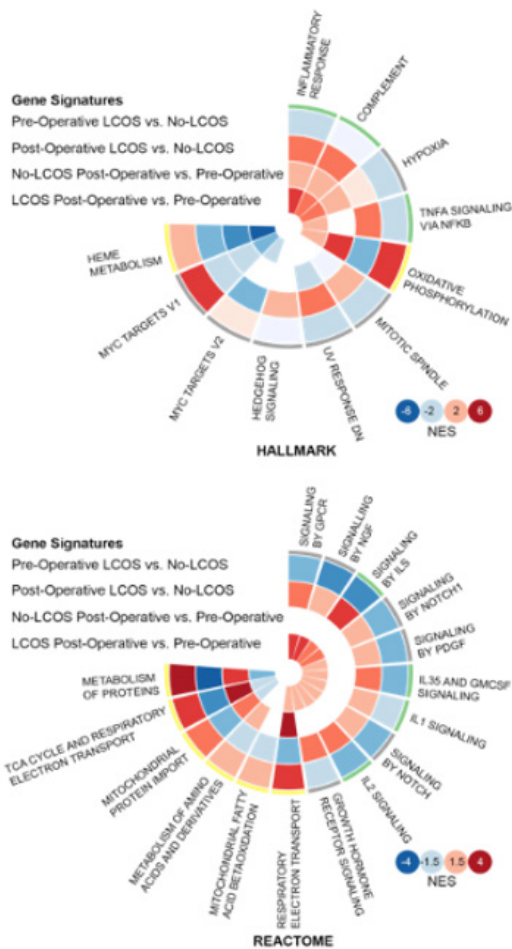 INFLAMMATORY
RESPONSE
COMPLEMENT
HYPOXIA
TNFA SIGNALING
VIA NFKB
OXIDATIVE
PHOSPHORYLATION
MITOTIC SPINDLE
UV RESPONSE DN
HEDGEHOG
SIGNALING
MYC TARGETS V2
MYC TARGETS V1
HEME
METABOLISM
Gene Signatures
Pre-Operative LCOS vs. No-LCOS
Post-Operative LCOS vs. No-LCOS
No-LCOS Post-Operative vs. Pre-Operative
LCOS Post-Operative vs. Pre-Operative
-6 -2 2 6
NES
HALLMARK
SIGNALING
BY GPCR
SIGNALLING
BY NGF
SIGNALING
BY ILS
SIGNALING
BY NOTCH1
SIGNALING
BY PDGF
IL35 AND GMCSF
SIGNALING
IL1 SIGNALING
SIGNALING
BY NOTCH
IL2 SIGNALING
GROWTH HORMONE
RECEPTOR SIGNALING
RESPIRATORY
ELECTRON TRANSPORT
MITOCHONDRIAL FATTY
ACID BETAOXIDATION
METABOLISM OF AMINO
ACIDS AND DERIVATIVES
MITOCHONDRIAL
PROTEIN IMPORT
TCA CYCLE AND RESPIRATORY
ELECTRON TRANSPORT
METABOLISM
OF PROTEINS
Gene Signatures
Pre-Operative LCOS vs. No-LCOS
Post-Operative LCOS vs. No-LCOS
No-LCOS Post-Operative vs. Pre-Operative
LCOS Post-Operative vs. Pre-Operative
-4 -1.5 1.5 4
NES
REACTOME